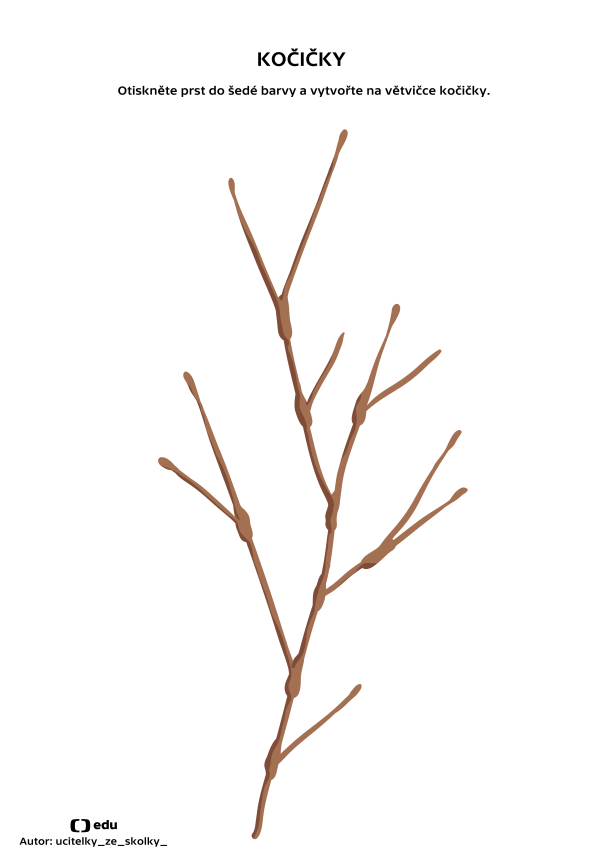 KOČIČKY
Otiskněte prst do šedé barvy a vytvořte na větvičce kočičky.
edu
Autor: ucitelky_ze_skolky_